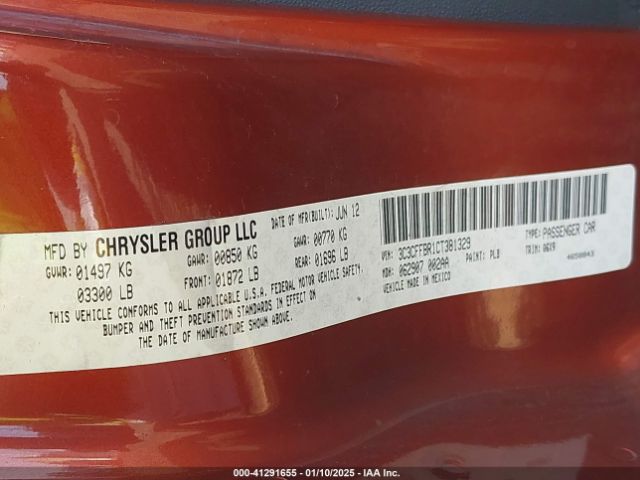 MFD BY CHRYSLER GROUP LLC
DATE OF MFR(BUILT): JUN 12
GVWR: 01497 KG
GAWR: 00850 KG
GAWR: 00770 KG
03300 LB
FRONT: 01872 LB
REAR: 01696 LB
THIS VEHICLE CONFORMS TO ALL APPLICABLE U.S.A. FEDERAL MOTOR VEHICLE SAFETY,
BUMPER AND THEFT PREVENTION STANDARDS IN EFFECT ON
THE DATE OF MANUFACTURE SHOWN ABOVE.
VIN: 3C3CFFBR1CT381329
TYPE: PASSENGER CAR
MDH: 062907 002AA
PAINT: PLB
TRIM: O6X9
VEHICLE MADE IN MEXICO
000-41291655 - 01/10/2025 - IAA Inc.